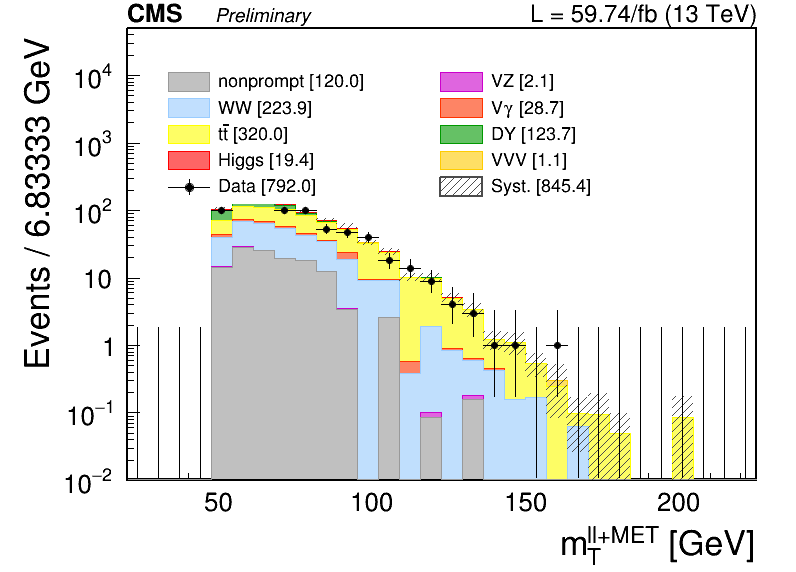 CMS Preliminary L = 59.74/fb (13 TeV)
Events / 6.83333 GeV
10⁴
10³
10²
10
1
10⁻¹
10⁻²
nonprompt [120.0]
WW [223.9]
tt̄ [320.0]
Higgs [19.4]
Data [792.0]
VZ [2.1]
Vγ [28.7]
DY [123.7]
VVV [1.1]
Syst. [845.4]
50 100 150 200
m_T^{ll+MET} [GeV]